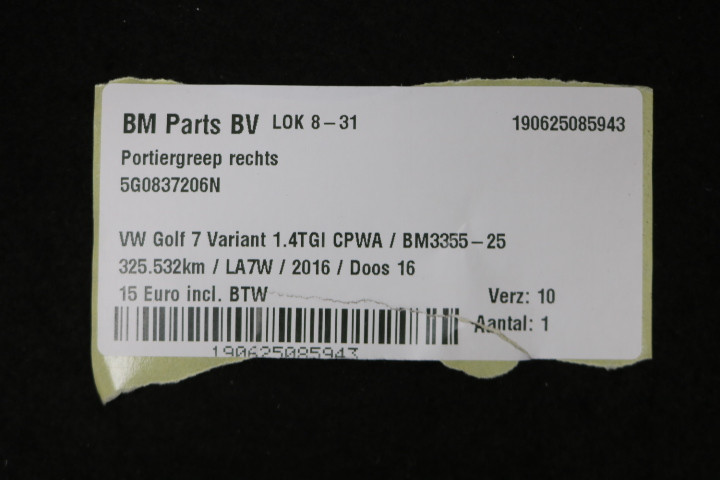 BM Parts BV LOK 8-31 190625085943
Portiergreep rechts
5G0837206N
VW Golf 7 Variant 1.4TGI CPWA / BM3355-25
325.532km / LA7W / 2016 / Doos 16
15 Euro incl. BTW Verz: 10
Aantal: 1
190625085943